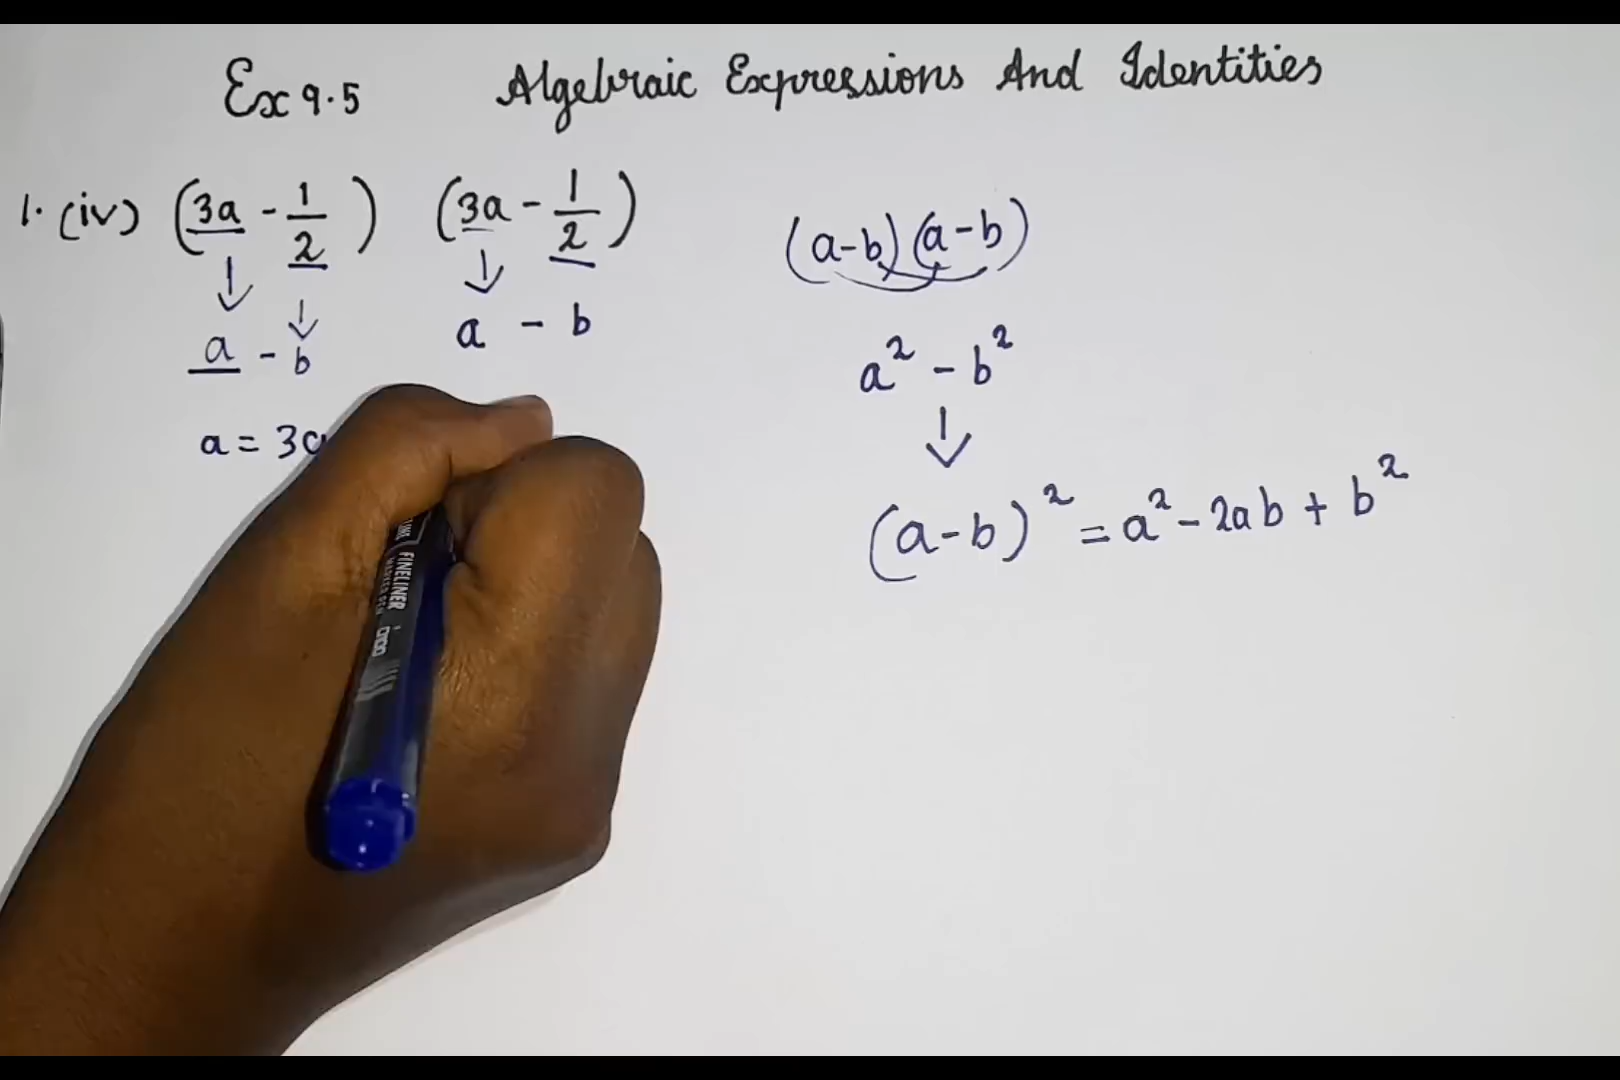 Ex 9.5 Algebraic Expressions And Identities
1. (iv) (3a - 1/2) (3a - 1/2)
(a-b)(a-b)
↓ ↓ ↓
a - b a - b
a² - b²
↓
a = 3a
(a-b)² = a² - 2ab + b²
FINELINER